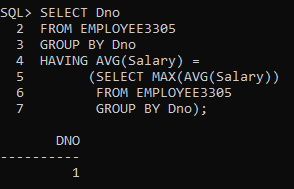 SQL> SELECT Dno
  2  FROM EMPLOYEE3305
  3  GROUP BY Dno
  4  HAVING AVG(Salary) =
  5         (SELECT MAX(AVG(Salary))
  6          FROM EMPLOYEE3305
  7          GROUP BY Dno);
       DNO
----------
         1